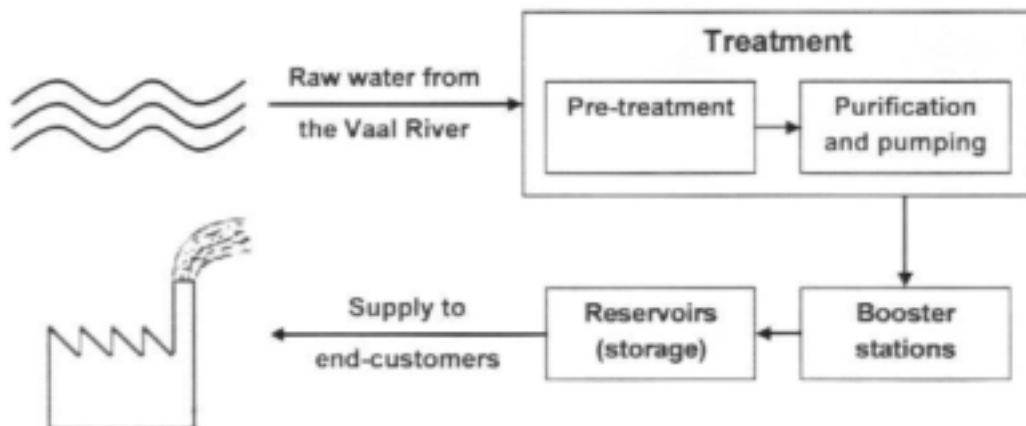 Treatment
Raw water from
the Vaal River
Pre-treatment
Purification
and pumping
Booster
stations
Reservoirs
(storage)
Supply to
end-customers